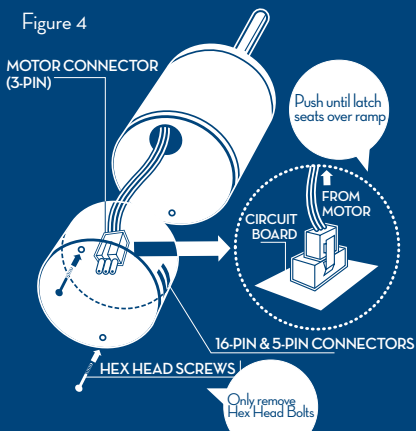 Figure 4
MOTOR CONNECTOR
(3-PIN)
Push until latch
seats over ramp
FROM
MOTOR
CIRCUIT
BOARD
16-PIN & 5-PIN CONNECTORS
HEX HEAD SCREWS
Only remove
Hex Head Bolts